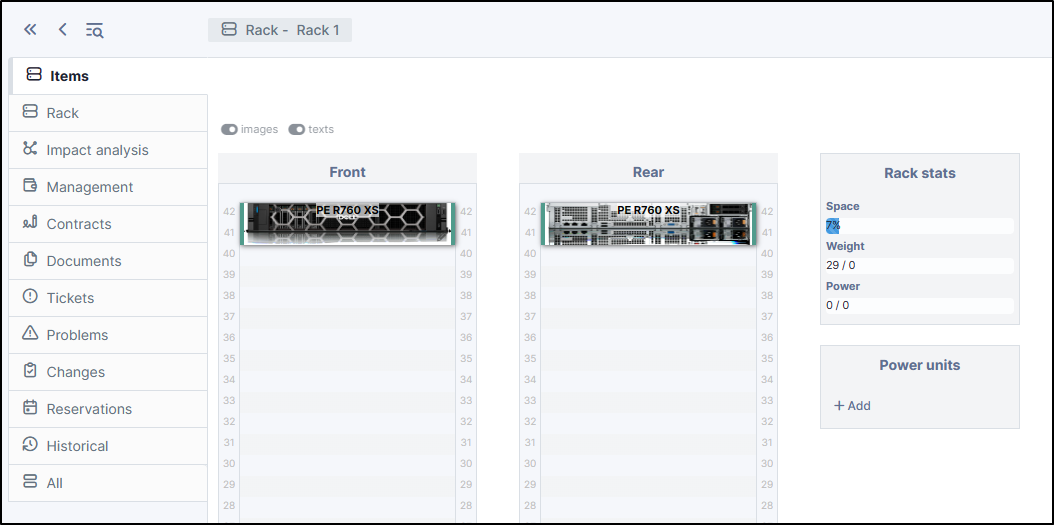 Rack - Rack 1
Items
Rack
Impact analysis
Management
Contracts
Documents
Tickets
Problems
Changes
Reservations
Historical
All
images texts
Front
42 PE R760 XS 42
41 41
40 40
39 39
38 38
37 37
36 36
35 35
34 34
33 33
32 32
31 31
30 30
29 29
28 28
Rear
42 PE R760 XS 42
41 41
40 40
39 39
38 38
37 37
36 36
35 35
34 34
33 33
32 32
31 31
30 30
29 29
28 28
Rack stats
Space
7%
Weight
29 / 0
Power
0 / 0
Power units
+ Add